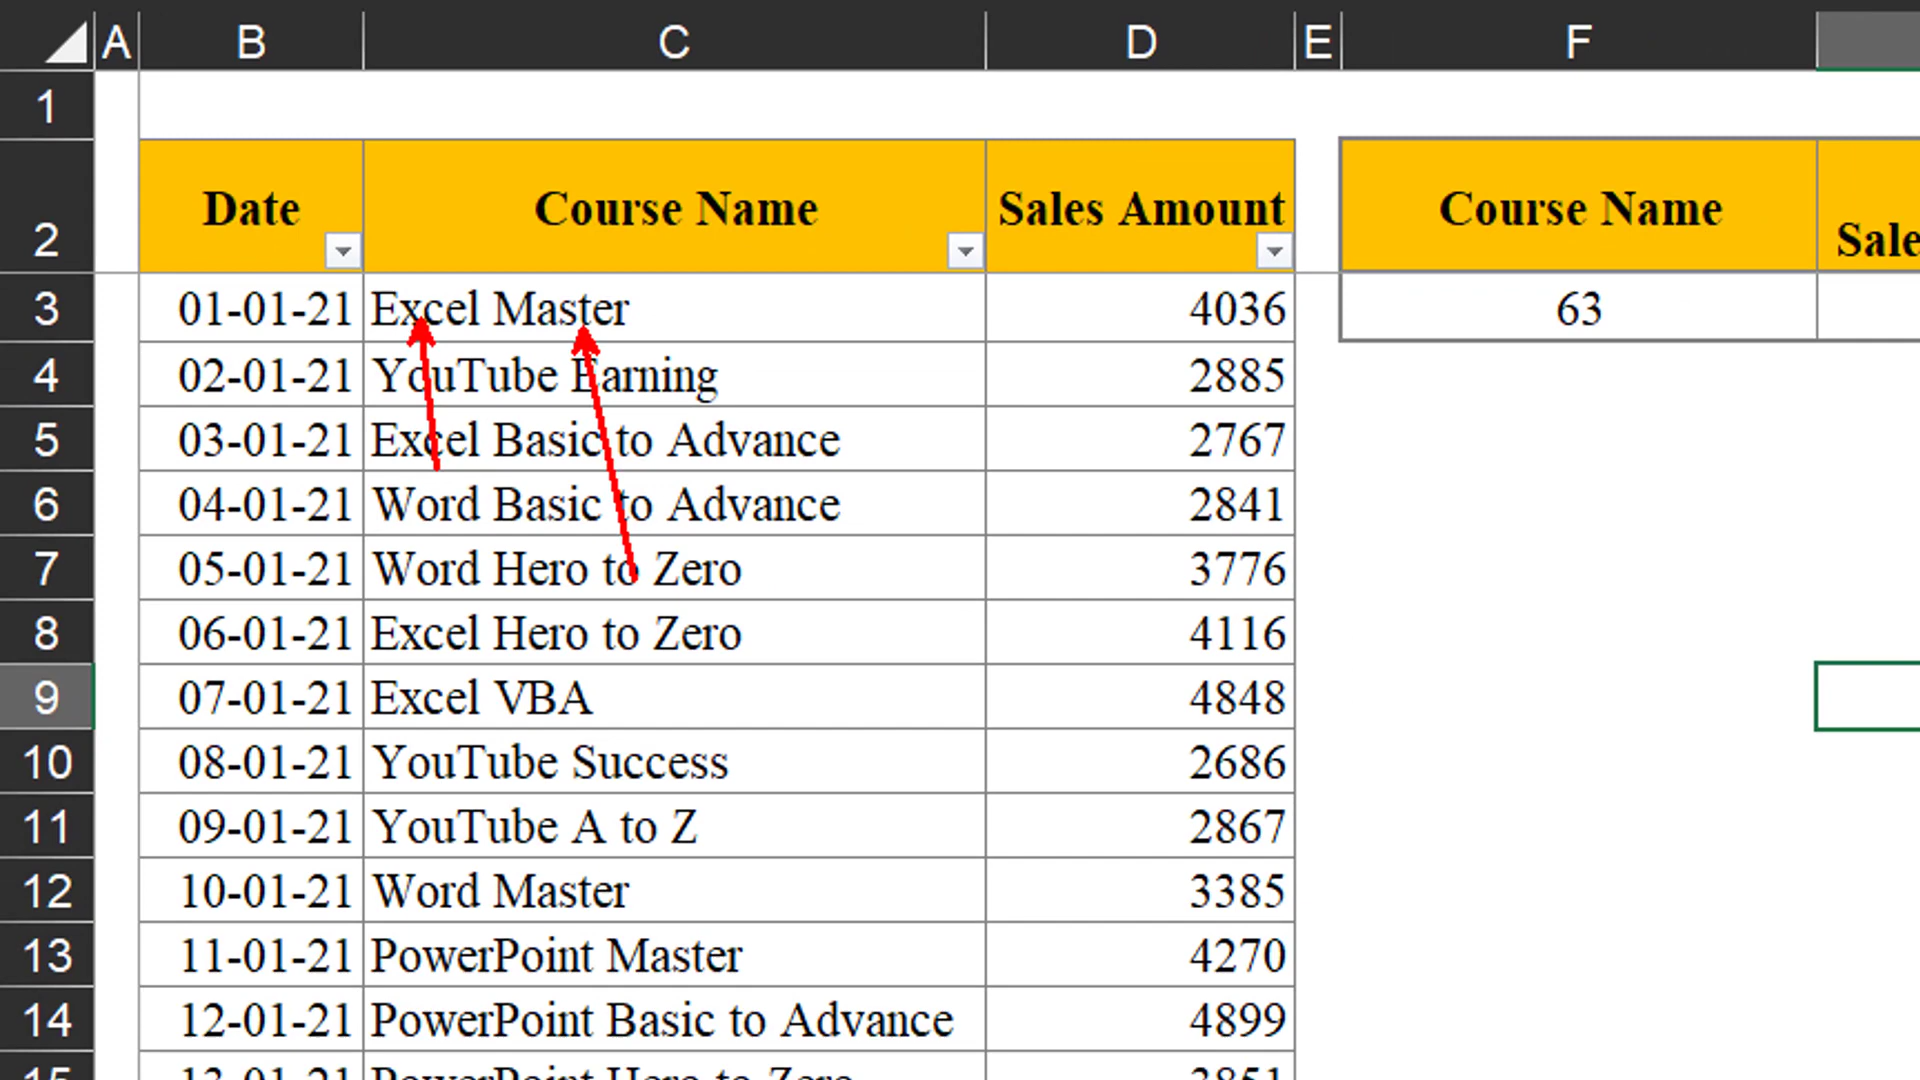 A B C D E F
1
2 Date Course Name Sales Amount Course Name Sale
3 01-01-21 Excel Master 4036 63
4 02-01-21 YouTube Earning 2885
5 03-01-21 Excel Basic to Advance 2767
6 04-01-21 Word Basic to Advance 2841
7 05-01-21 Word Hero to Zero 3776
8 06-01-21 Excel Hero to Zero 4116
9 07-01-21 Excel VBA 4848
10 08-01-21 YouTube Success 2686
11 09-01-21 YouTube A to Z 2867
12 10-01-21 Word Master 3385
13 11-01-21 PowerPoint Master 4270
14 12-01-21 PowerPoint Basic to Advance 4899
15 13-01-21 PowerPoint Hero to Zero 3851